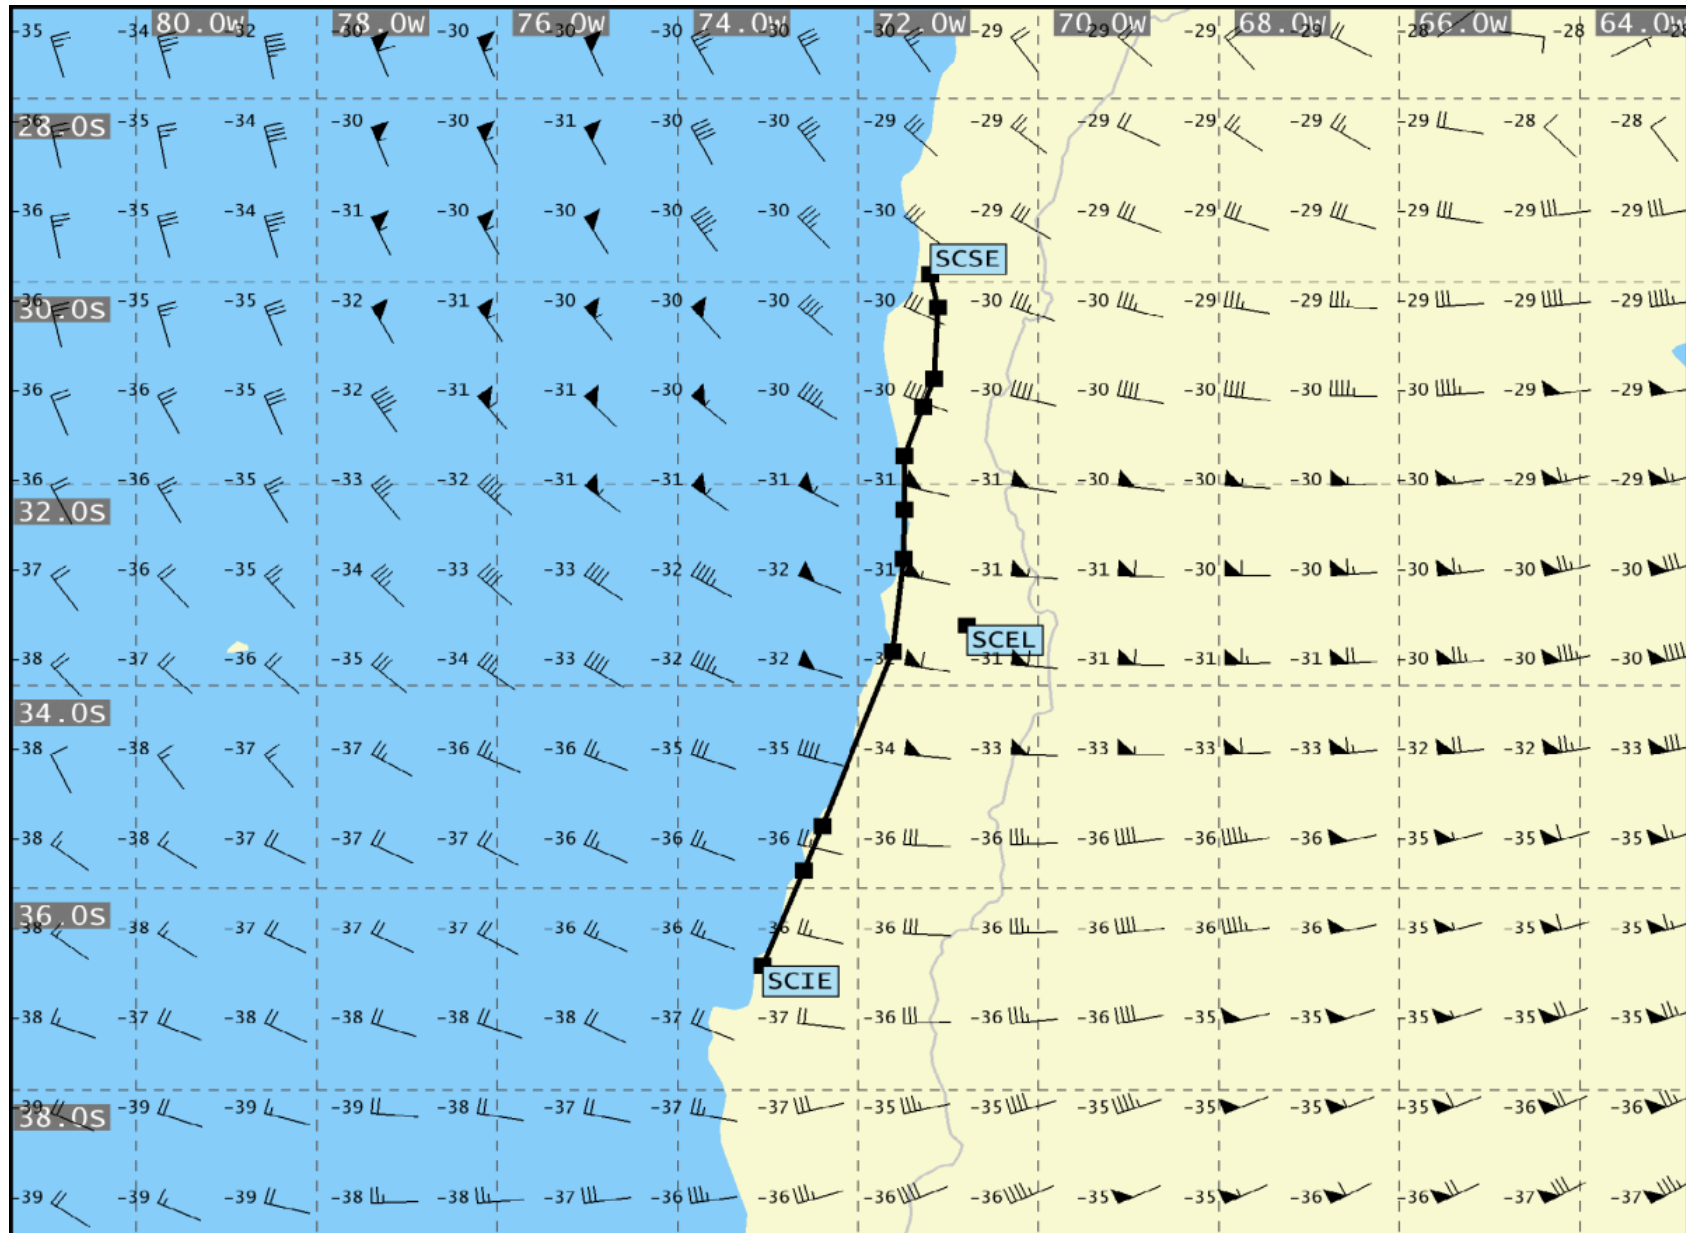 80.0W 78.0W 76.0W 74.0W 72.0W 70.0W 68.0W 66.0W 64.0W
-35 -34 -32 -30 -30 -30 -30 -30 -30 -29 -29 -29 -29 -28 -28
28.0S
-35 -34 -30 -30 -31 -30 -30 -29 -29 -29 -29 -29 -29 -28 -28
-36 -35 -34 -31 -30 -30 -30 -30 -30 -29 -29 -29 -29 -29 -29 -29
SCSE
-36 -35 -35 -32 -31 -30 -30 -30 -30 -30 -30 -29 -29 -29 -29 -29
30.0S
-36 -36 -35 -32 -31 -31 -30 -30 -30 -30 -30 -30 -30 -30 -29 -29
-36 -36 -35 -33 -32 -31 -31 -31 -31 -31 -30 -30 -30 -30 -29 -29
32.0S
-37 -36 -35 -34 -33 -33 -32 -32 -31 -31 -31 -30 -30 -30 -30 -30
SCEL
-38 -37 -36 -35 -34 -33 -32 -32 -31 -31 -31 -31 -30 -30 -30
34.0S
-38 -38 -37 -37 -36 -36 -35 -35 -34 -33 -33 -33 -33 -32 -32 -33
-38 -38 -37 -37 -37 -36 -36 -36 -36 -36 -36 -36 -36 -35 -35 -35
36.0S
-38 -38 -37 -37 -37 -36 -36 36 -36 -36 -36 -36 -36 -35 -35 -35
SCIE
-38 -37 -38 -38 -38 -38 -37 -37 -36 -36 -36 -35 -35 -35 -35 -35
-39 -39 -39 -39 -38 -37 -37 -37 -35 -35 -35 -35 -35 -35 -36 -36
38.0S
-39 -39 -39 -38 -38 -37 -36 -36 -36 -36 -35 -35 -36 -36 -37 -37